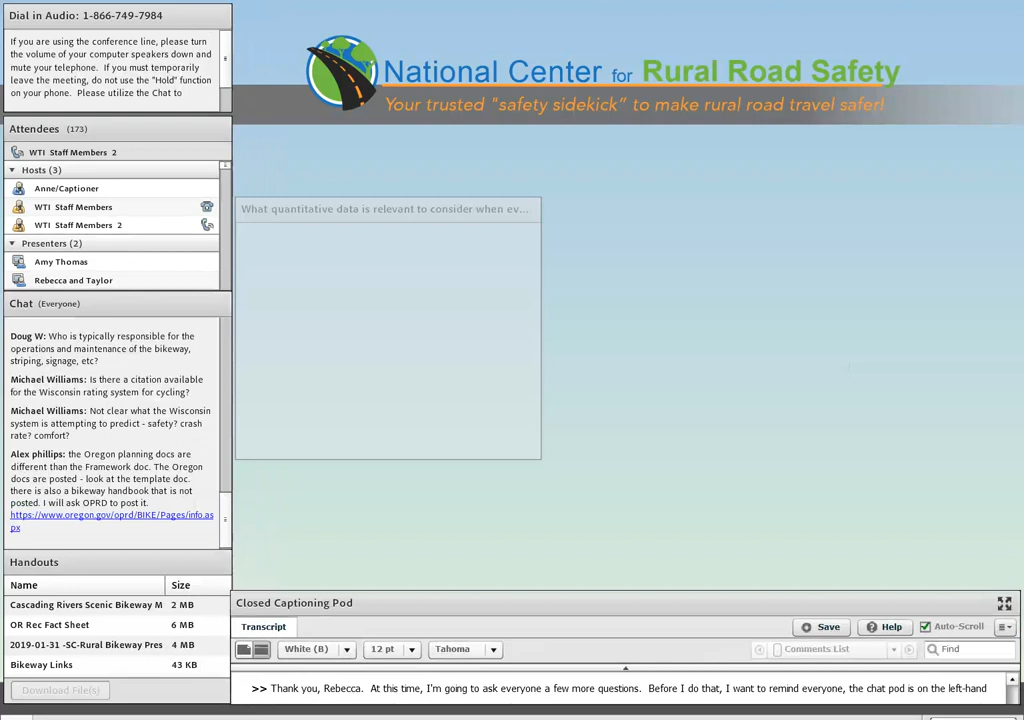 Dial in Audio: 1-866-749-7984
If you are using the conference line, please turn
the volume of your computer speakers down and
mute your telephone. If you must temporarily
leave the meeting, do not use the "Hold" function
on your phone. Please utilize the Chat to
Attendees (173)
WTI Staff Members 2
Hosts (3)
Anne/Captioner
WTI Staff Members
WTI Staff Members 2
Presenters (2)
Amy Thomas
Rebecca and Taylor
Chat (Everyone)
Doug W: Who is typically responsible for the
operations and maintenance of the bikeway,
striping, signage, etc?
Michael Williams: Is there a citation available
for the Wisconsin rating system for cycling?
Michael Williams: Not clear what the Wisconsin
system is attempting to predict - safety? crash
rate? comfort?
Alex phillips: the Oregon planning docs are
different than the Framework doc. The Oregon
docs are posted - look at the template doc.
there is also a bikeway handbook that is not
posted. I will ask OPRD to post it.
https://www.oregon.gov/oprd/BIKE/Pages/info.as
px
Handouts
Name Size
Cascading Rivers Scenic Bikeway M 2 MB
OR Rec Fact Sheet 6 MB
2019-01-31 -SC-Rural Bikeway Pres 4 MB
Bikeway Links 43 KB
Download File(s)
National Center for Rural Road Safety
Your trusted "safety sidekick" to make rural road travel safer!
What quantitative data is relevant to consider when ev...
Closed Captioning Pod
Transcript
Save
Help
Auto-Scroll
White (B)
12 pt
Tahoma
Comments List
Find
>> Thank you, Rebecca. At this time, I'm going to ask everyone a few more questions. Before I do that, I want to remind everyone, the chat pod is on the left-hand